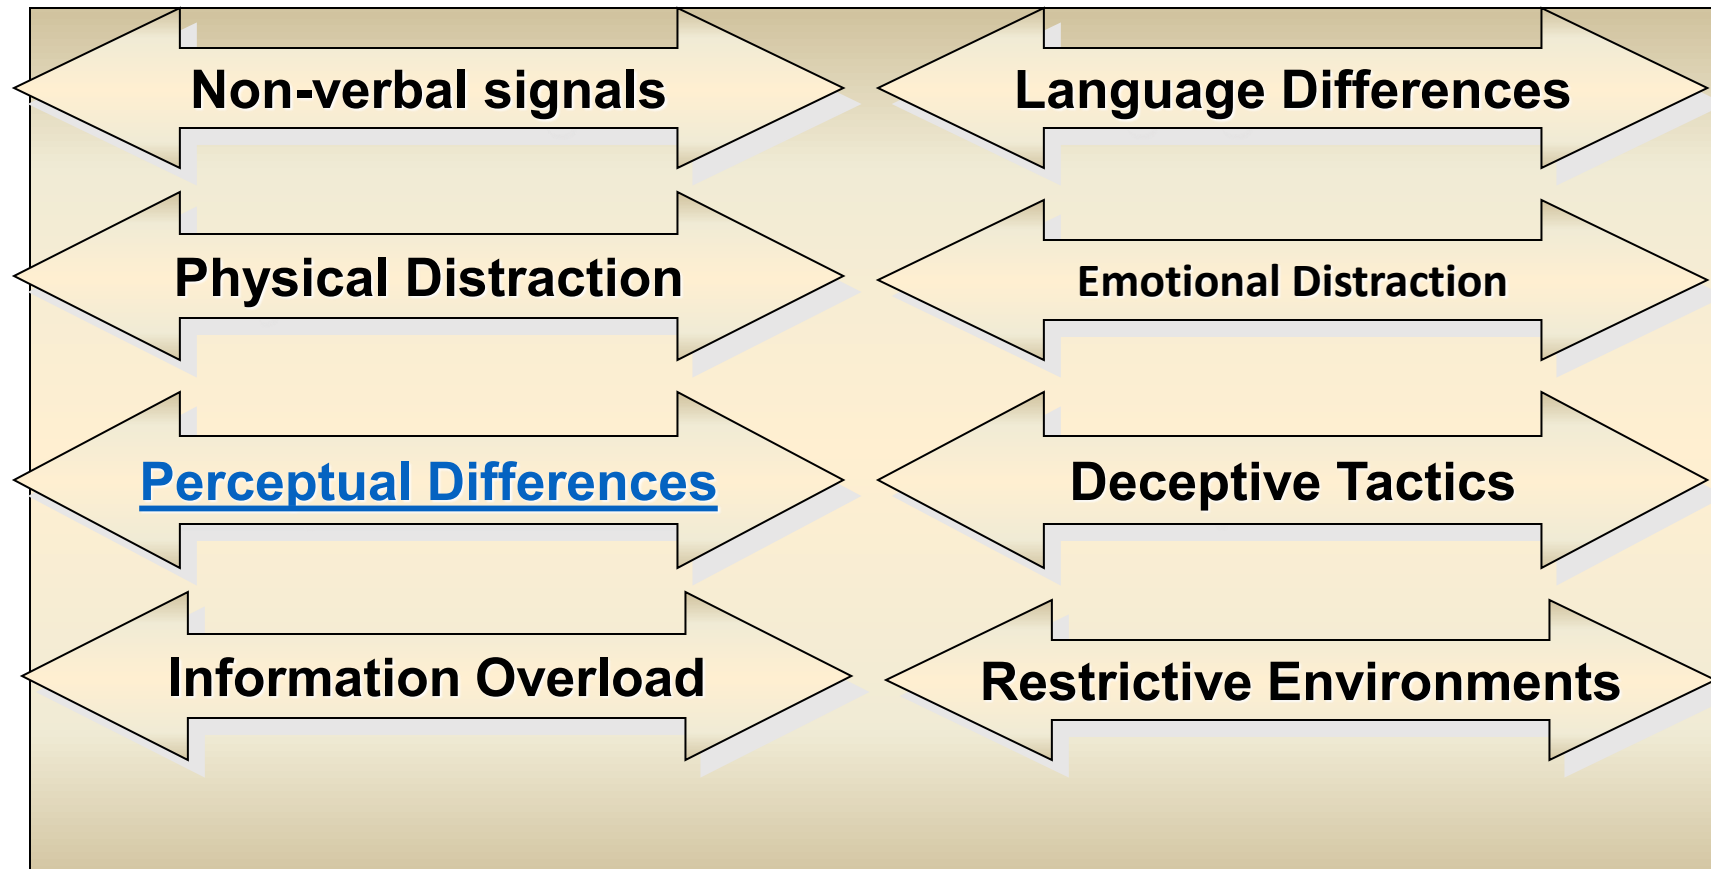 Non-verbal signals
Language Differences
Physical Distraction
Emotional Distraction
Perceptual Differences
Deceptive Tactics
Information Overload
Restrictive Environments